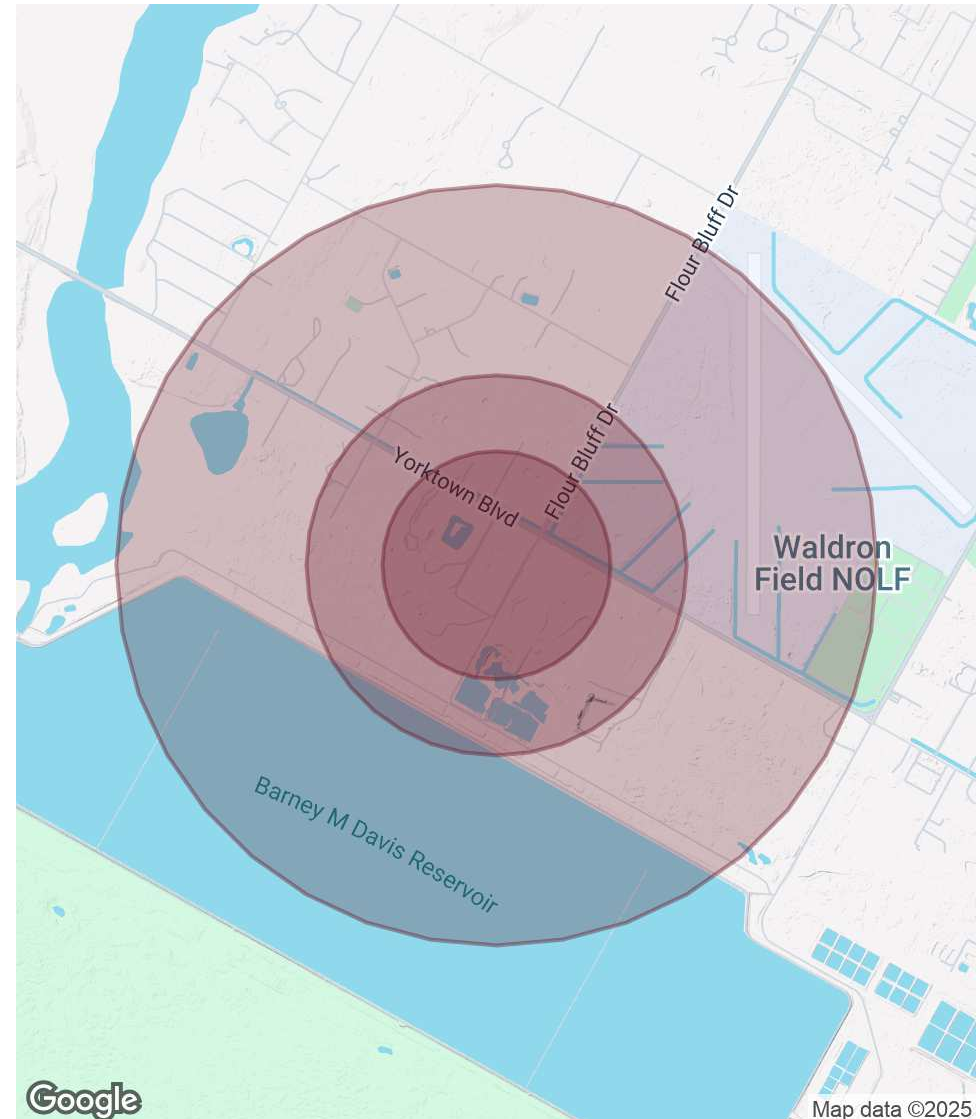 Flour Bluff Dr
Flour Bluff Dr
Yorktown Blvd
Waldron
Field NOLF
Barney M Davis Reservoir
Google
Map data ©2025